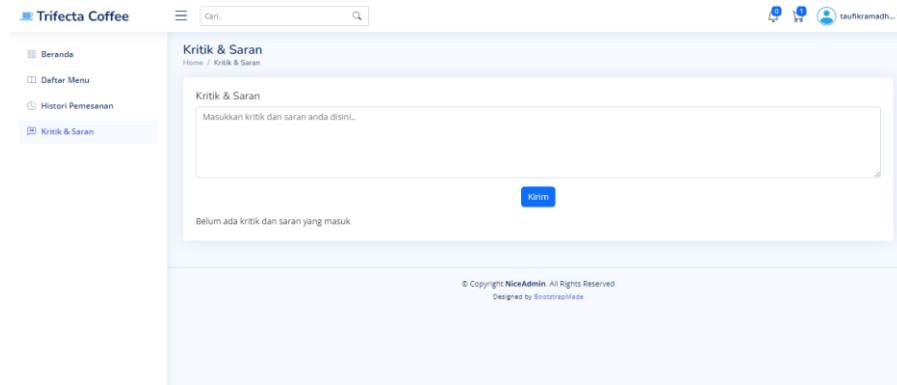 Trifecta Coffee
Cari..
0
1
taufikramadh...
Beranda
Daftar Menu
Histori Pemesanan
Kritik & Saran
Kritik & Saran
Home / Kritik & Saran
Kritik & Saran
Masukkan kritik dan saran anda disini..
Kirim
Belum ada kritik dan saran yang masuk
© Copyright NiceAdmin. All Rights Reserved
Designed by BootstrapMade